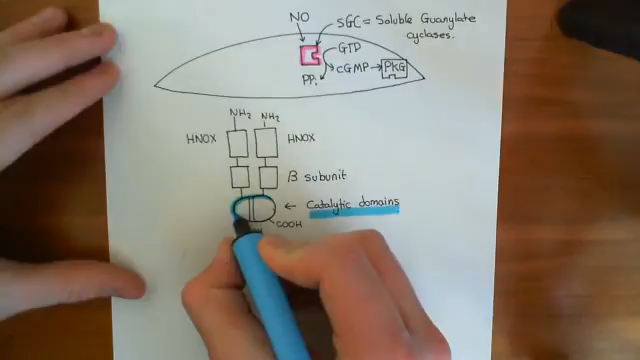 NO
SGC = Soluble Guanylate
cyclases.
GTP
cGMP → PKG
PPi
NH2 NH2
HNOX HNOX
β subunit
← Catalytic domains
COOH